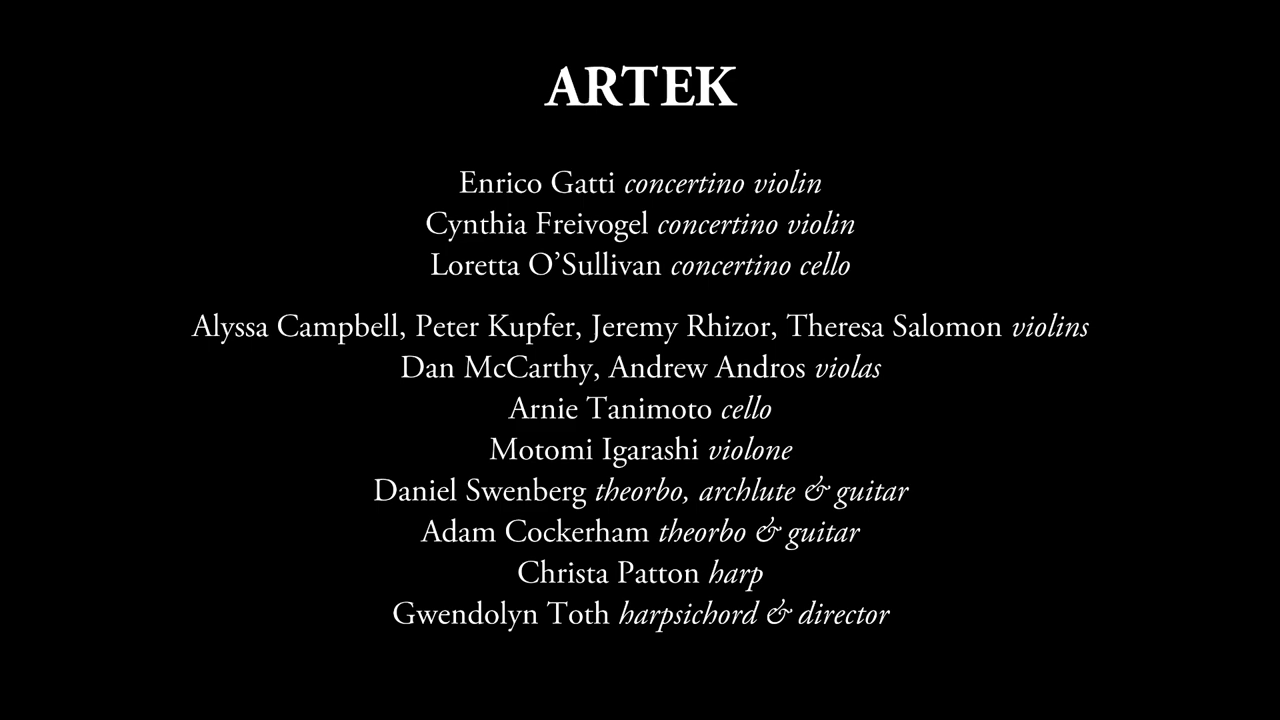 ARTEK
Enrico Gatti concertino violin
Cynthia Freivogel concertino violin
Loretta O’Sullivan concertino cello
Alyssa Campbell, Peter Kupfer, Jeremy Rhizor, Theresa Salomon violins
Dan McCarthy, Andrew Andros violas
Arnie Tanimoto cello
Motomi Igarashi violone
Daniel Swenberg theorbo, archlute & guitar
Adam Cockerham theorbo & guitar
Christa Patton harp
Gwendolyn Toth harpsichord & director